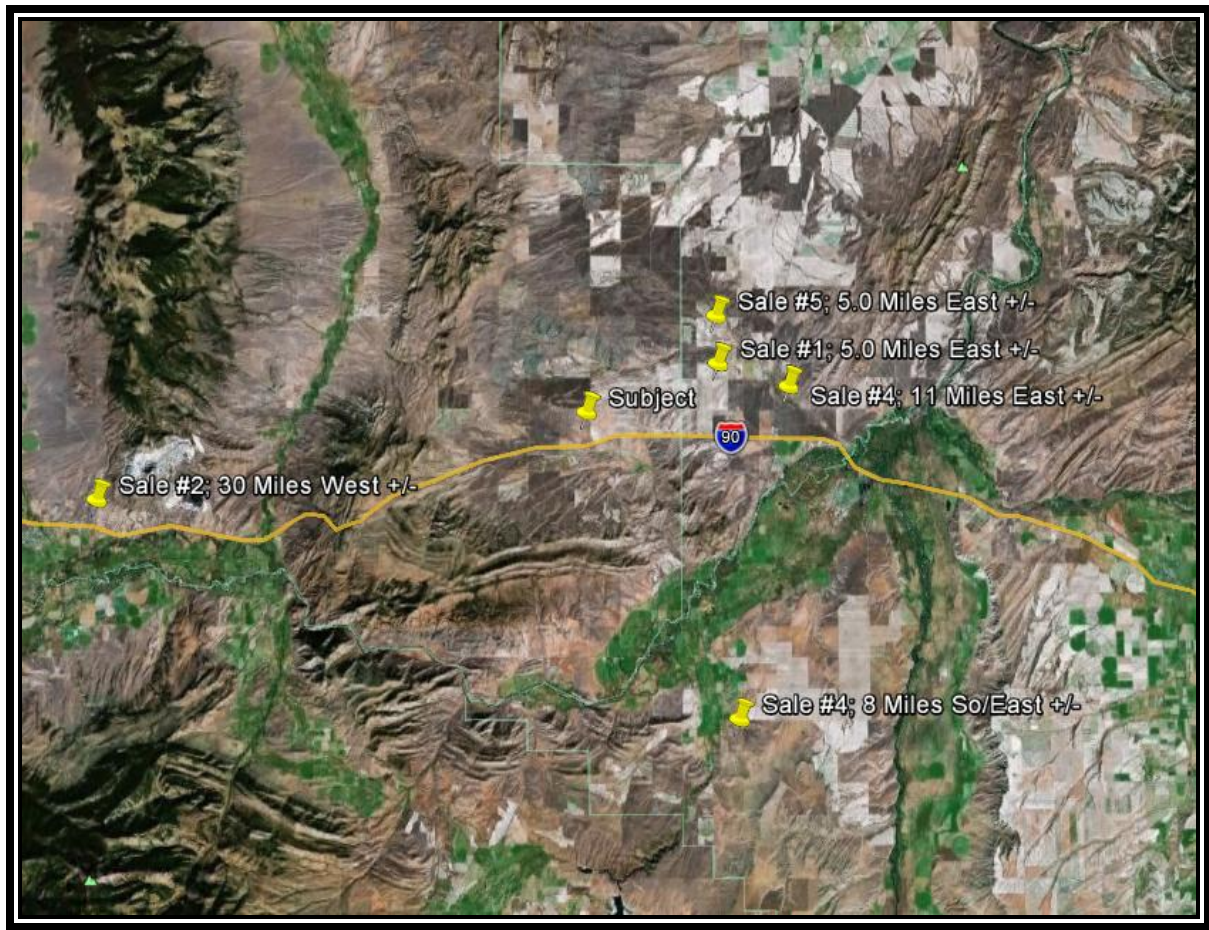 Sale #5; 5.0 Miles East +/-
Sale #1; 5.0 Miles East +/-
Sale #4; 11 Miles East +/-
Subject
90
Sale #2; 30 Miles West +/-
Sale #4; 8 Miles So/East +/-